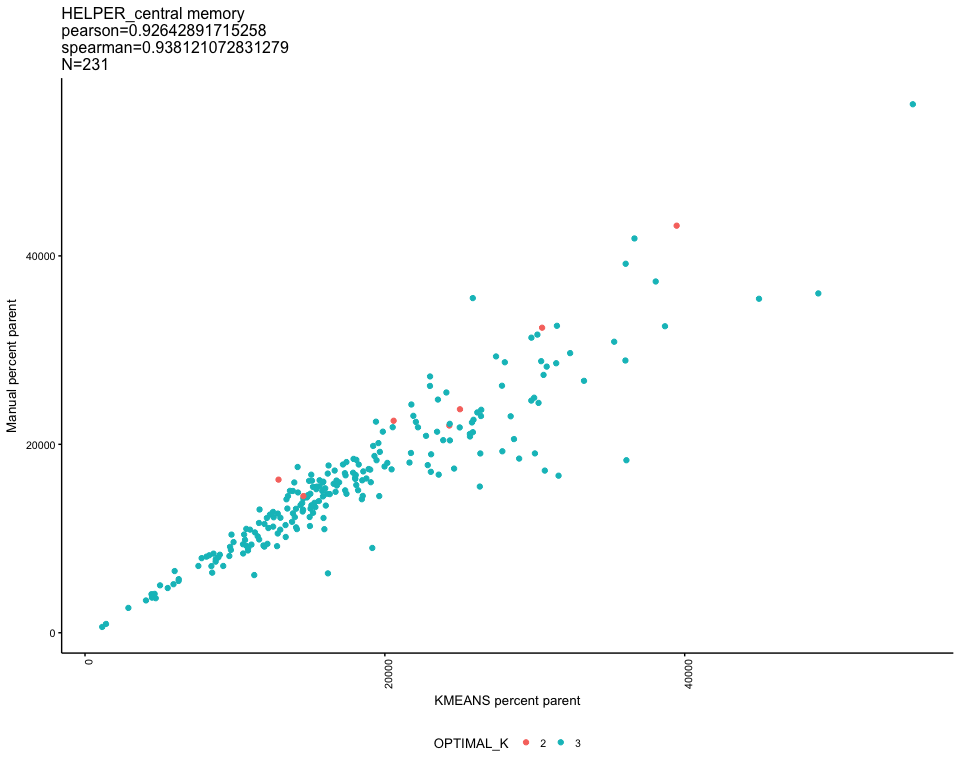 HELPER_central memory
pearson=0.92642891715258
spearman=0.938121072831279
N=231
Manual percent parent
40000
20000
0
0
20000
40000
KMEANS percent parent
OPTIMAL_K 2 3